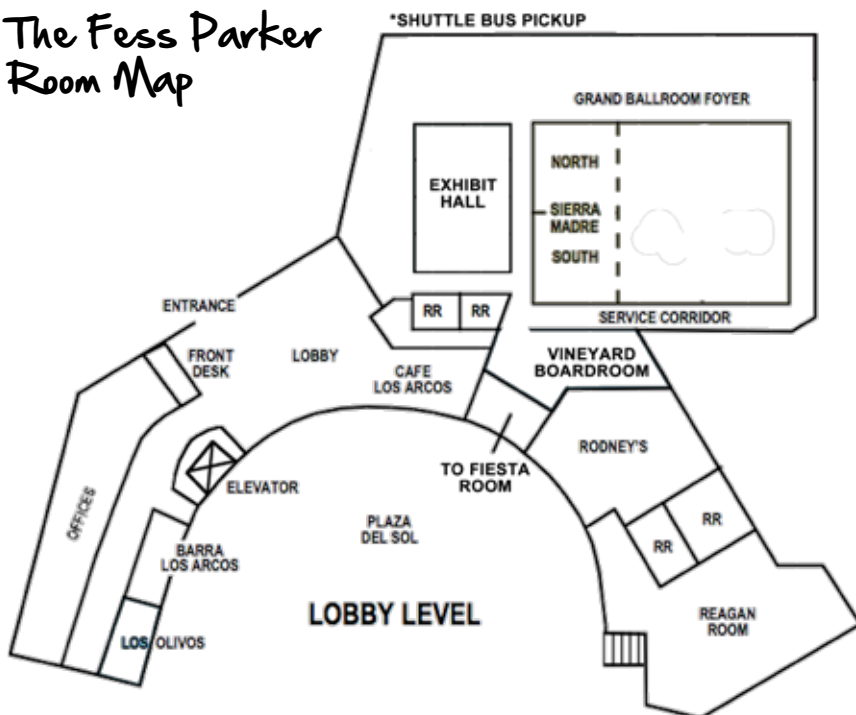 The Fess Parker
Room Map
*SHUTTLE BUS PICKUP
GRAND BALLROOM FOYER
NORTH
EXHIBIT
HALL
SIERRA
MADRE
SOUTH
ENTRANCE
RR
RR
SERVICE CORRIDOR
FRONT
DESK
LOBBY
VINEYARD
BOARDROOM
CAFE
LOS ARCOS
RODNEY'S
TO FIESTA
ROOM
ELEVATOR
OFFICES
PLAZA
DEL SOL
RR
RR
BARRA
LOS ARCOS
LOBBY LEVEL
REAGAN
ROOM
LOS OLIVOS